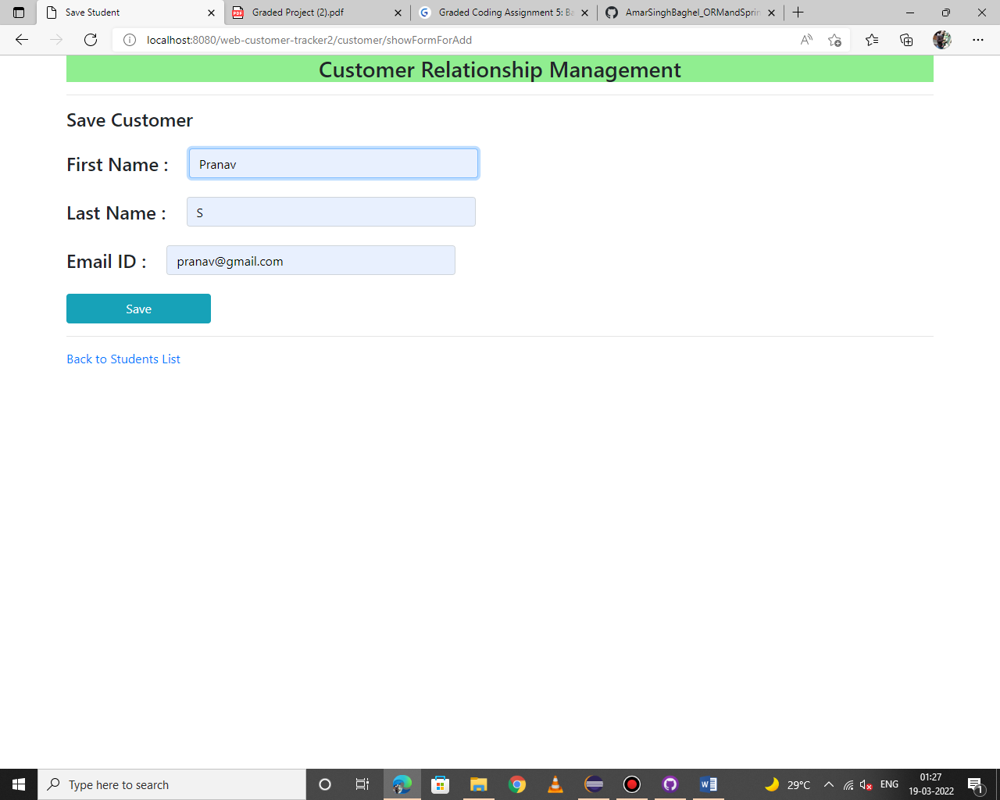 Save Student
Graded Project (2).pdf
Graded Coding Assignment 5: Ba
AmarSinghBaghel_ORMandSprin
localhost:8080/web-customer-tracker2/customer/showFormForAdd
Customer Relationship Management
Save Customer
First Name : Pranav
Last Name : S
Email ID : pranav@gmail.com
Save
Back to Students List
Type here to search
29°C
ENG
01:27
19-03-2022
1